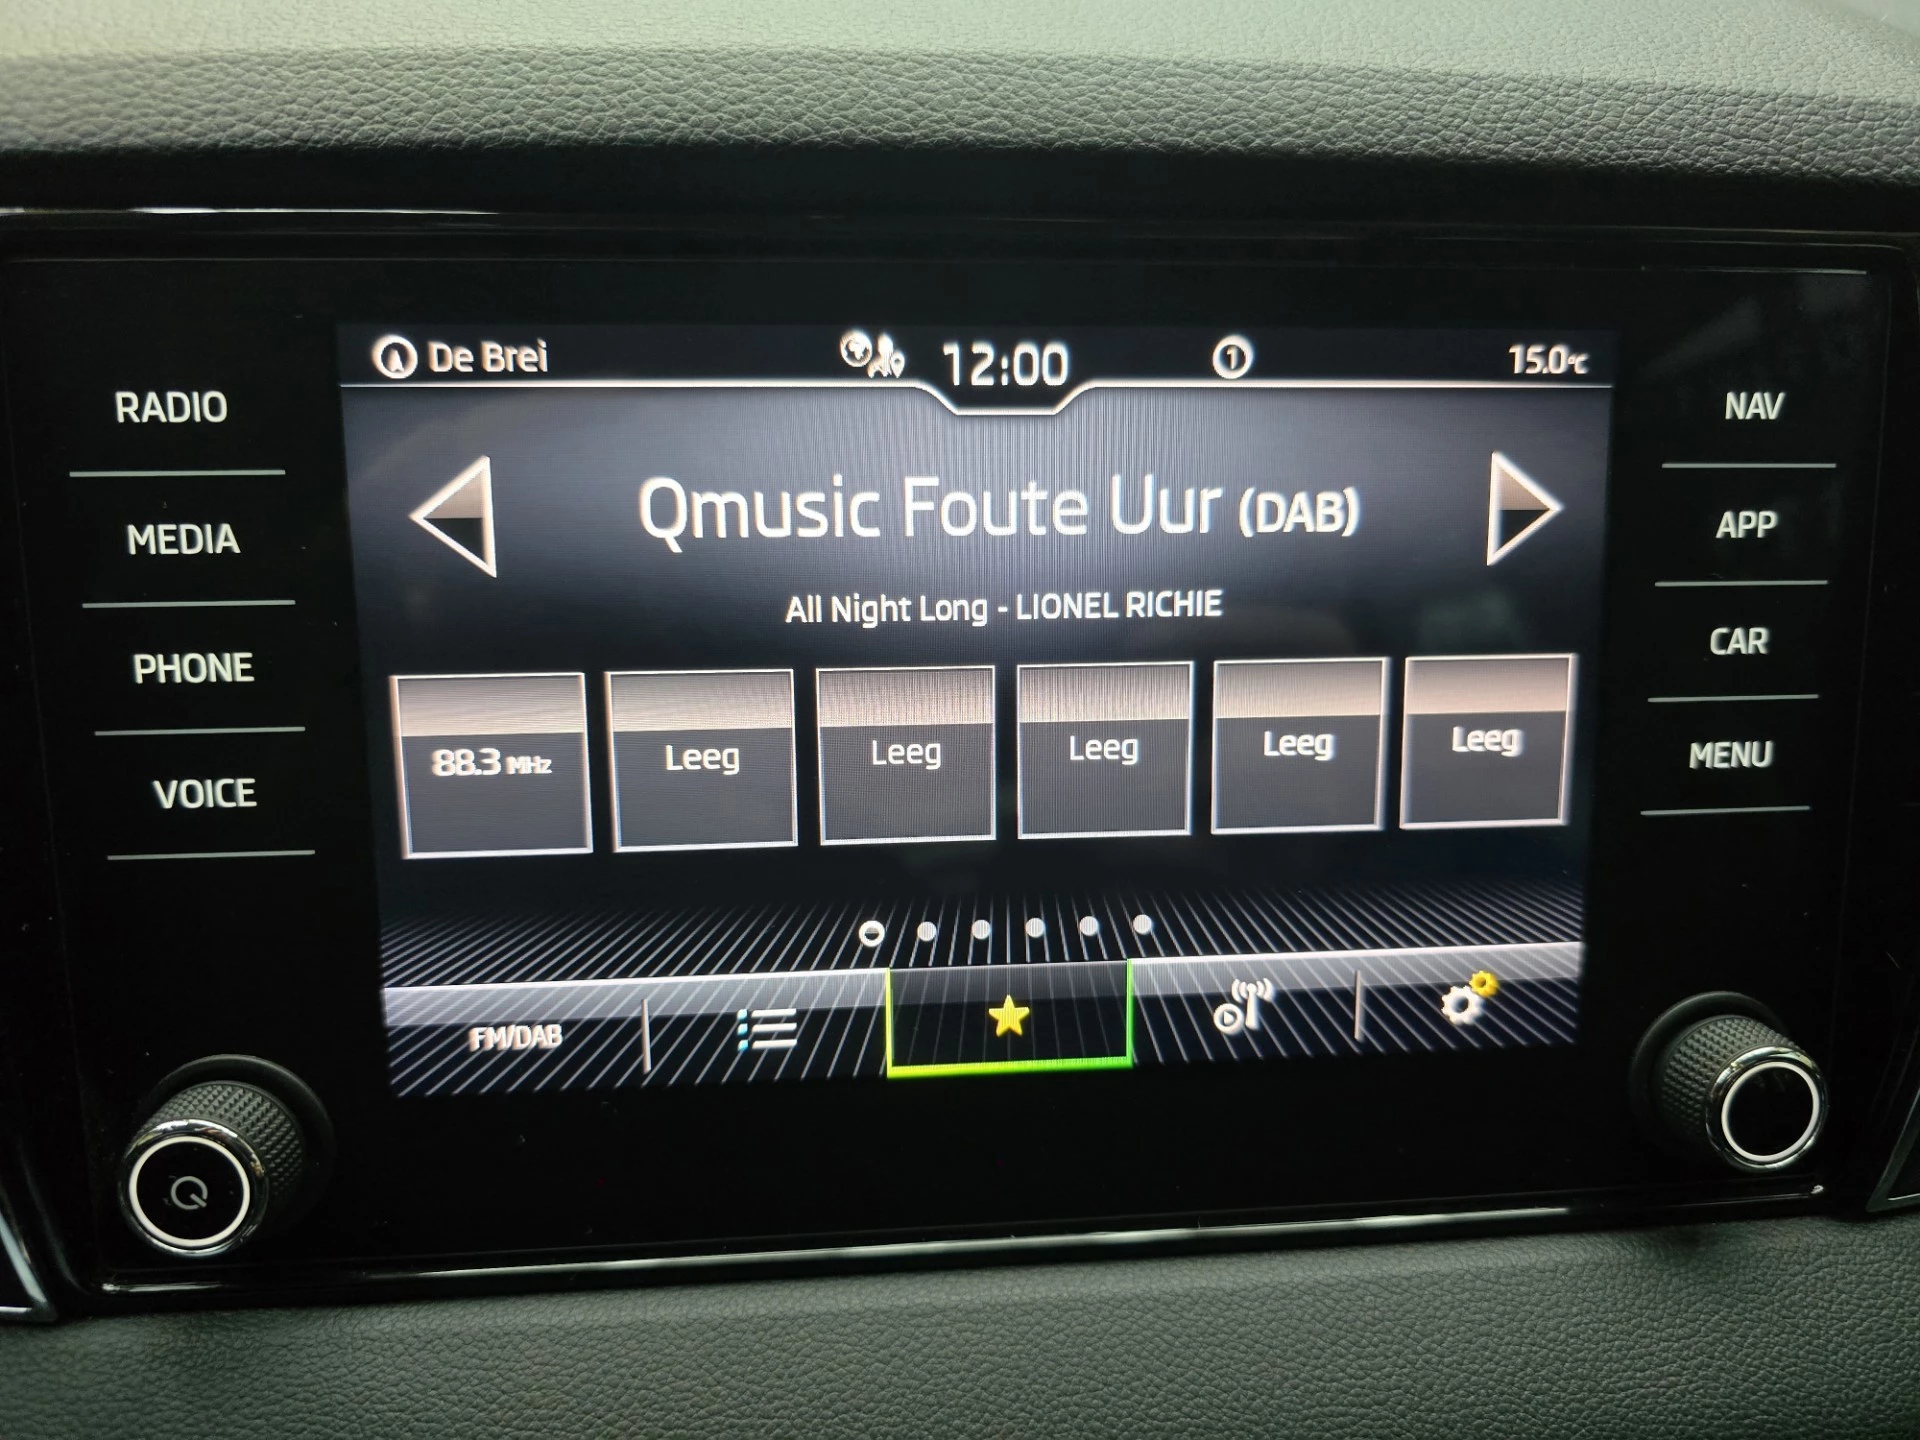 De Brei
12:00
1
15.0°C
RADIO
MEDIA
PHONE
VOICE
Qmusic Foute Uur (DAB)
All Night Long - LIONEL RICHIE
88.3 MHz
Leeg
Leeg
Leeg
Leeg
Leeg
FM/DAB
NAV
APP
CAR
MENU